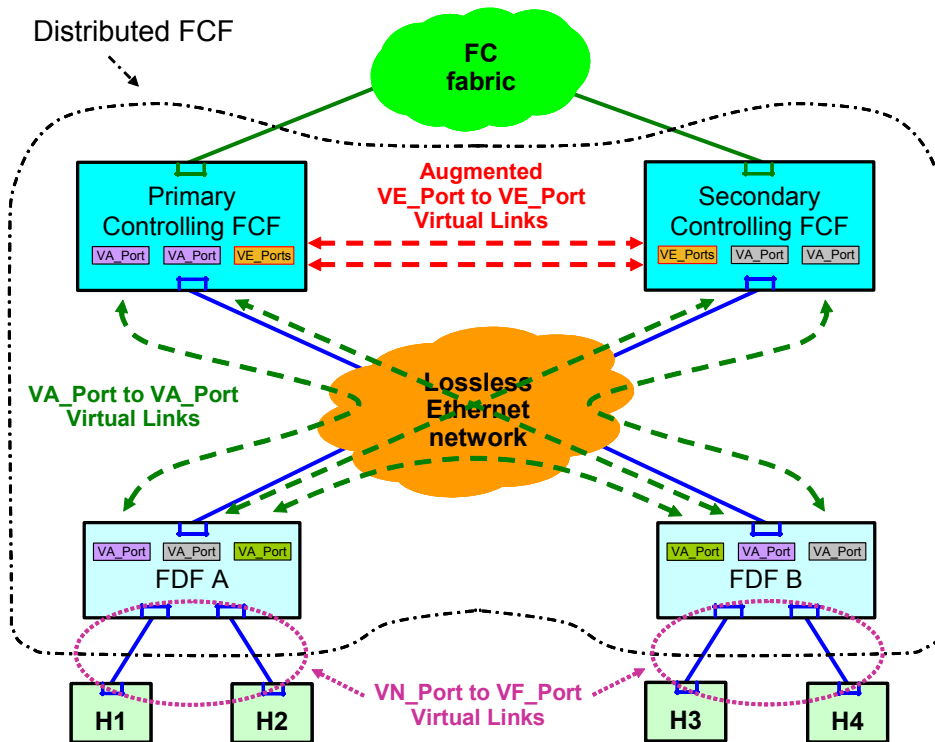 Distributed FCF
FC
fabric
Primary
Controlling FCF
VA_Port VA_Port VE_Ports
Augmented
VE_Port to VE_Port
Virtual Links
Secondary
Controlling FCF
VE_Ports VA_Port VA_Port
VA_Port to VA_Port
Virtual Links
Lossless
Ethernet
network
VA_Port VA_Port VA_Port
FDF A
VA_Port VA_Port VA_Port
FDF B
H1
H2
VN_Port to VF_Port
Virtual Links
H3
H4